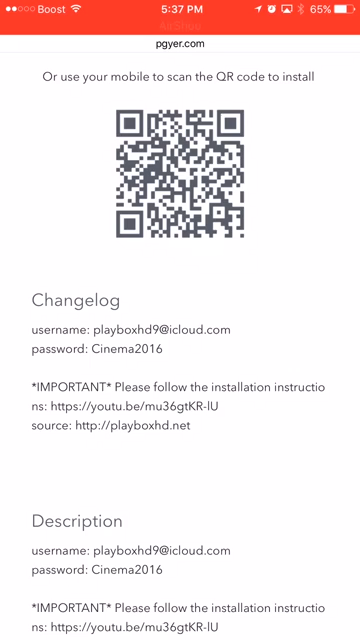 Boost 5:37 PM 65%
AirShou
pgyer.com
Or use your mobile to scan the QR code to install
Changelog
username: playboxhd9@icloud.com
password: Cinema2016
*IMPORTANT* Please follow the installation instructio
ns: https://youtu.be/mu36gtKR-lU
source: http://playboxhd.net
Description
username: playboxhd9@icloud.com
password: Cinema2016
*IMPORTANT* Please follow the installation instructio
ns: https://youtu.be/mu36gtKR-lU